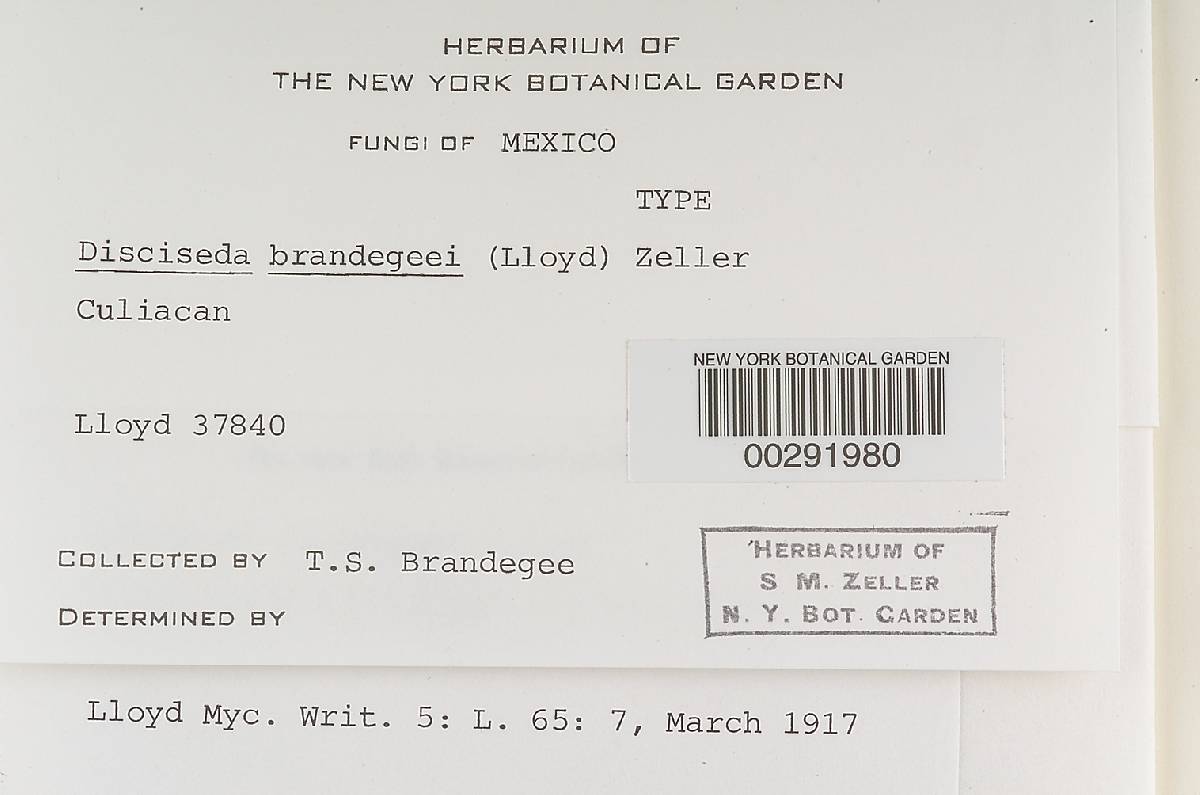 HERBARIUM OF
THE NEW YORK BOTANICAL GARDEN
FUNGI OF MEXICO
TYPE
Disciseda brandegeei (Lloyd) Zeller
Culiacan
NEW YORK BOTANICAL GARDEN
Lloyd 37840
00291980
COLLECTED BY T.S. Brandegee
DETERMINED BY
HERBARIUM OF
S M. ZELLER
N. Y. BOT. GARDEN
Lloyd Myc. Writ. 5: L. 65: 7, March 1917